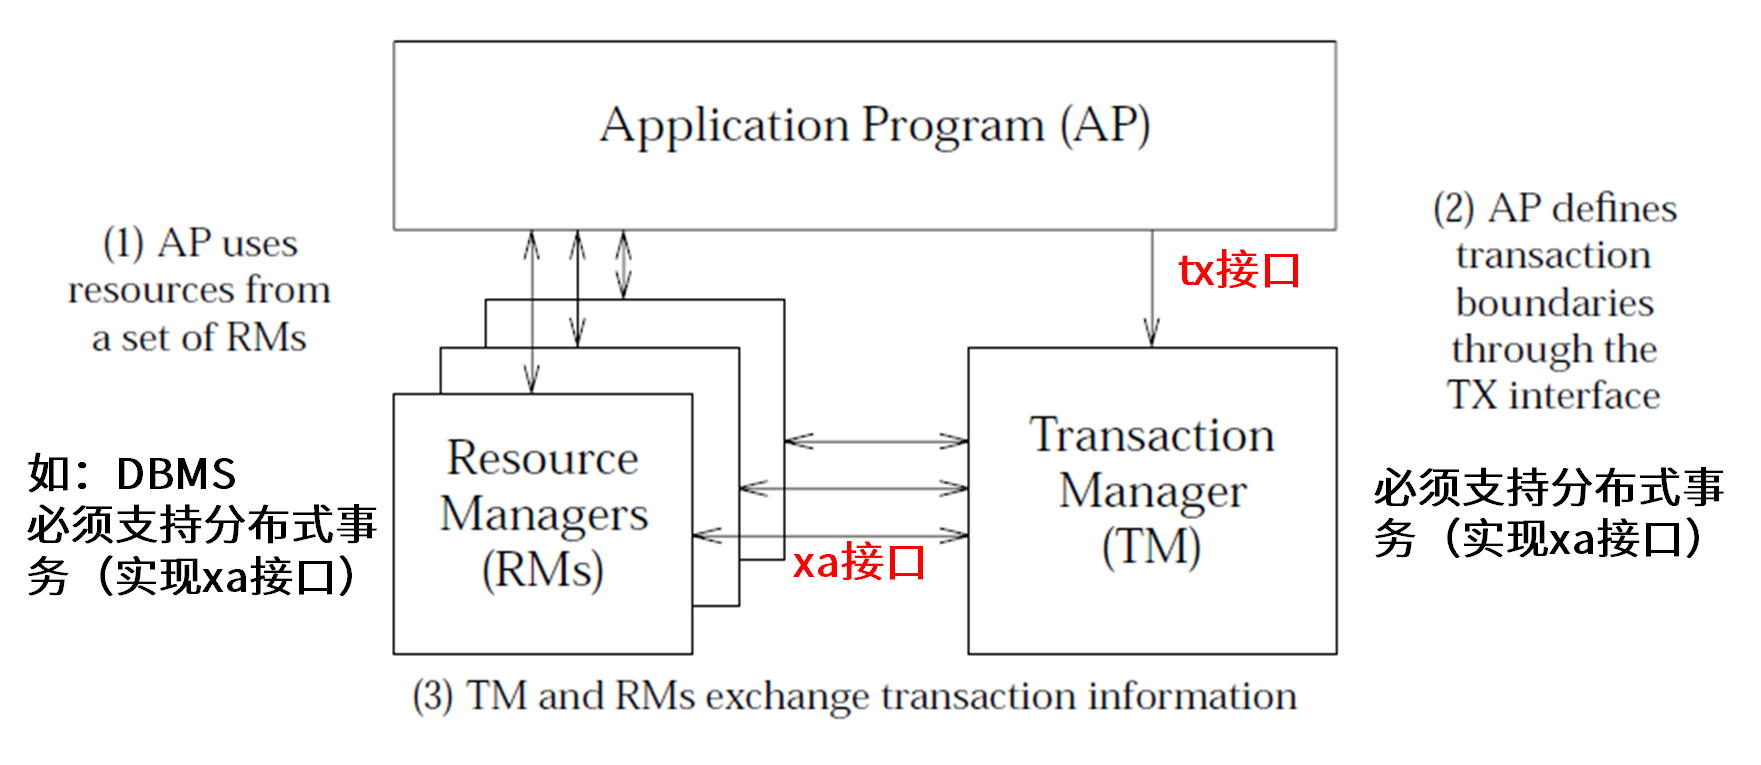 Application Program (AP)
(1) AP uses
resources from
a set of RMs
tx接口
(2) AP defines
transaction
boundaries
through the
TX interface
如：DBMS
必须支持分布式事
务（实现xa接口）
Resource
Managers
(RMs)
xa接口
Transaction
Manager
(TM)
必须支持分布式事
务（实现xa接口）
(3) TM and RMs exchange transaction information